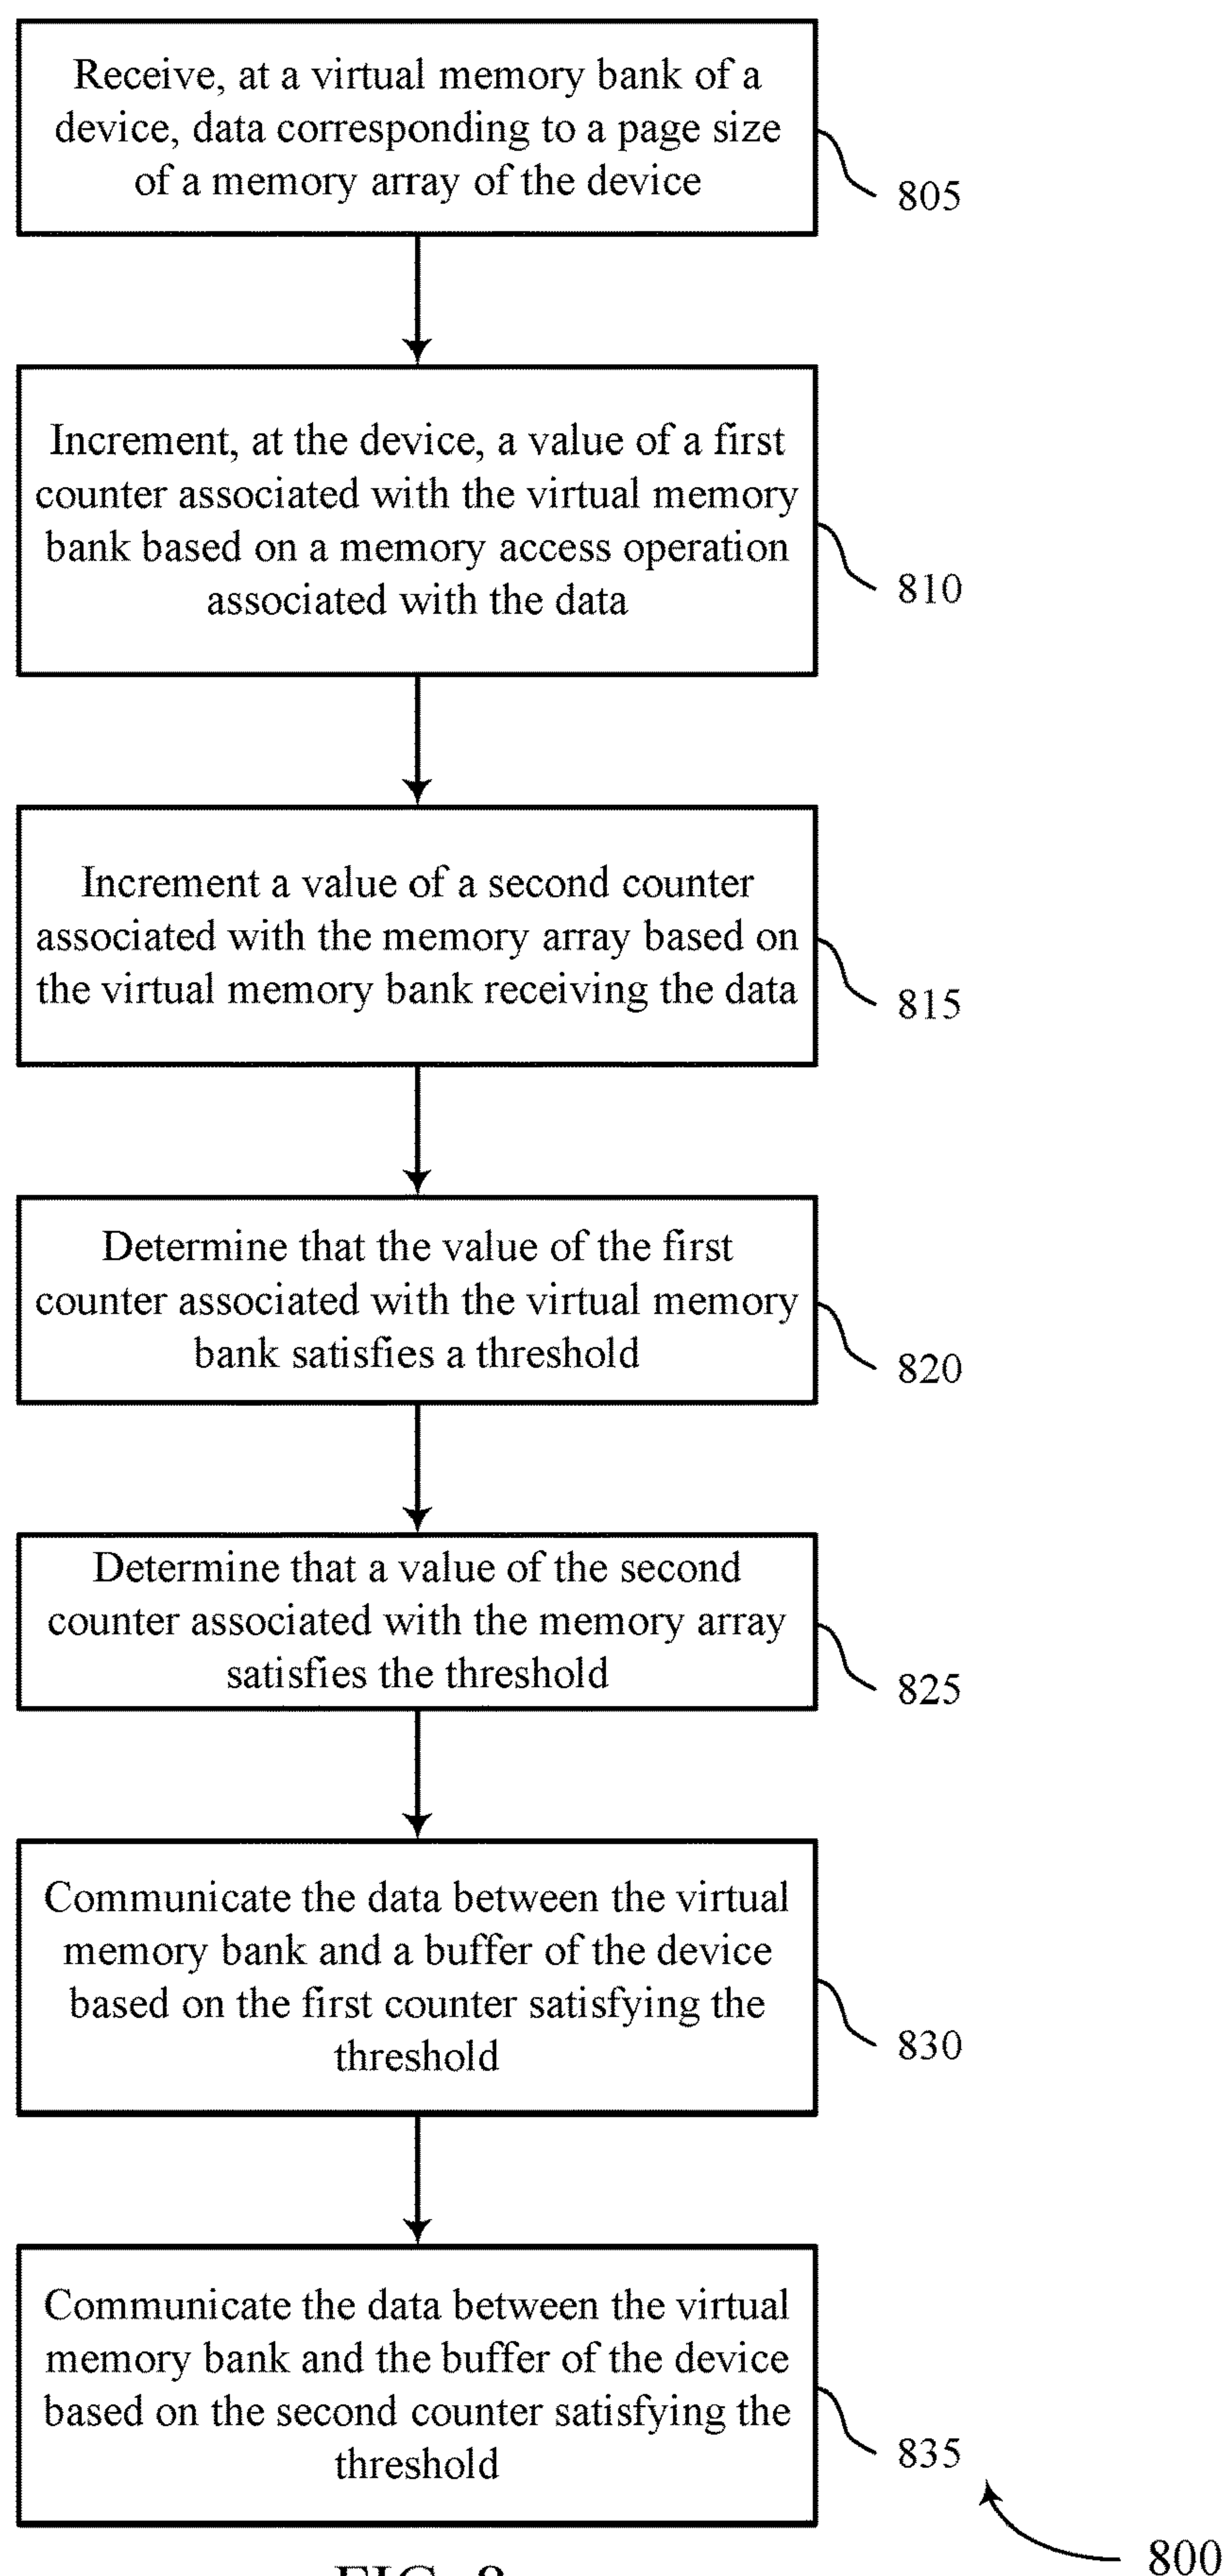 Receive, at a virtual memory bank of a
device, data corresponding to a page size
of a memory array of the device
805
Increment, at the device, a value of a first
counter associated with the virtual memory
bank based on a memory access operation
associated with the data
810
Increment a value of a second counter
associated with the memory array based on
the virtual memory bank receiving the data
815
Determine that the value of the first
counter associated with the virtual memory
bank satisfies a threshold
820
Determine that a value of the second
counter associated with the memory array
satisfies the threshold
825
Communicate the data between the virtual
memory bank and a buffer of the device
based on the first counter satisfying the
threshold
830
Communicate the data between the virtual
memory bank and the buffer of the device
based on the second counter satisfying the
threshold
835
800